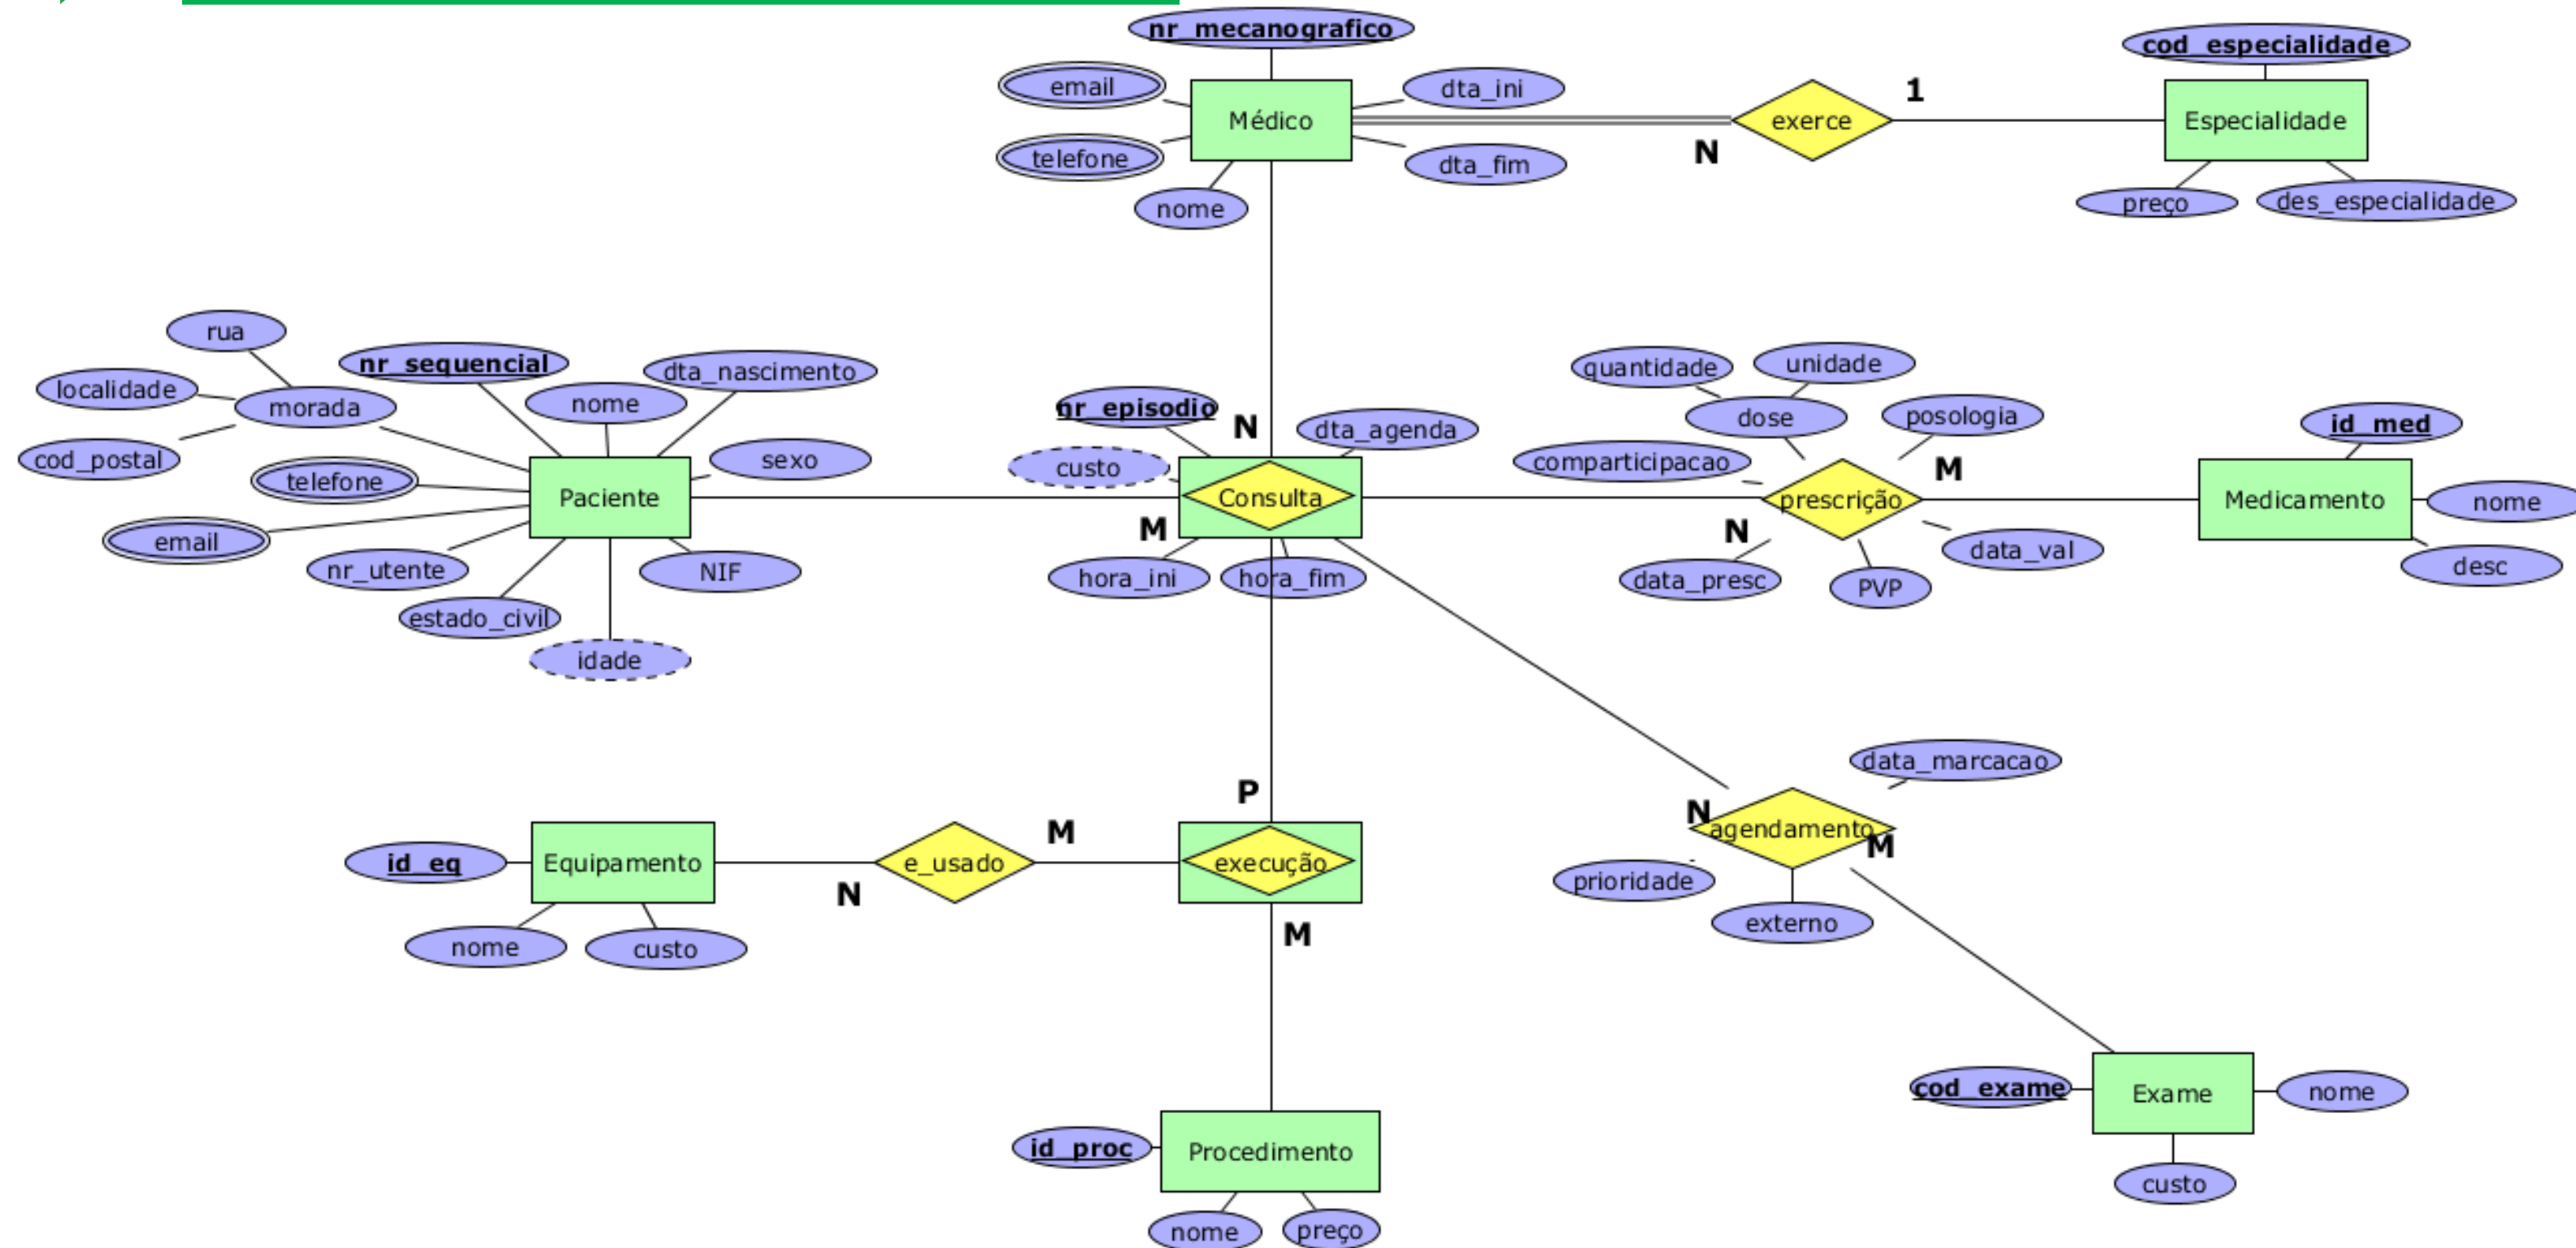 nr_mecanografico
cod_especialidade
email
dta_ini
1
Médico
exerce
Especialidade
telefone
N
dta_fim
nome
preço
des_especialidade
rua
nr_sequencial
dta_nascimento
quantidade
unidade
localidade
morada
nome
nr_episodio
dose
posologia
id_med
N
dta_agenda
cod_postal
sexo
custo
comparticipacao
M
telefone
Paciente
Consulta
prescrição
Medicamento
nome
email
M
N
data_val
nr_utente
NIF
hora_ini
hora_fim
data_presc
PVP
desc
estado_civil
idade
data_marcacao
P
N
agendamento
M
M
id_eq
Equipamento
e_usado
execução
prioridade
N
externo
nome
custo
M
cod_exame
Exame
nome
id_proc
Procedimento
custo
nome
preço